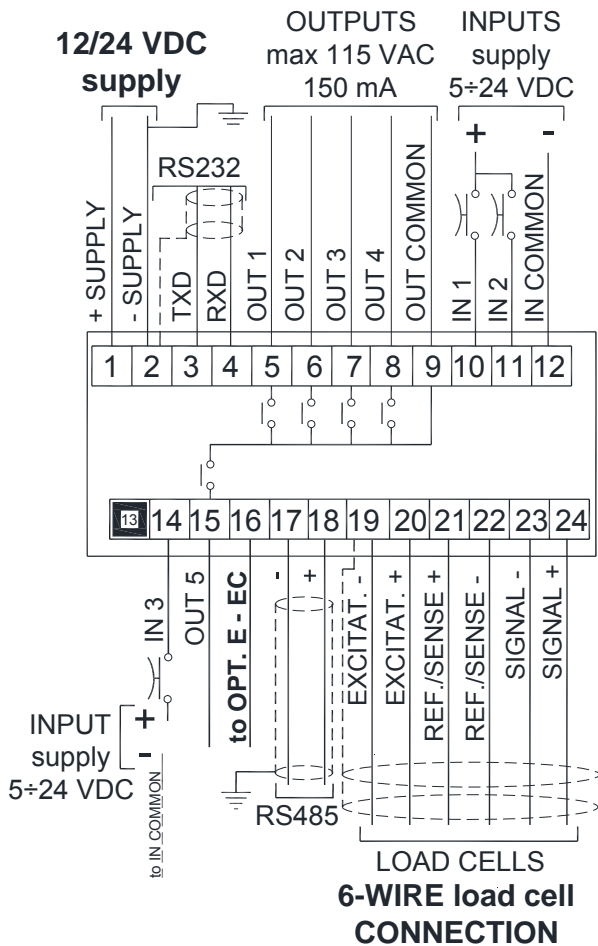 12/24 VDC
supply
OUTPUTS
max 115 VAC
150 mA
INPUTS
supply
5÷24 VDC
+
-
RS232
+ SUPPLY
- SUPPLY
TXD
RXD
OUT 1
OUT 2
OUT 3
OUT 4
OUT COMMON
IN 1
IN 2
IN COMMON
1 2 3 4 5 6 7 8 9 10 11 12
13 14 15 16 17 18 19 20 21 22 23 24
IN 3
OUT 5
to OPT. E - EC
-
+
EXCITAT. -
EXCITAT. +
REF./SENSE +
REF./SENSE -
SIGNAL -
SIGNAL +
INPUT
supply
5÷24 VDC
+
-
to IN COMMON
RS485
LOAD CELLS
6-WIRE load cell
CONNECTION